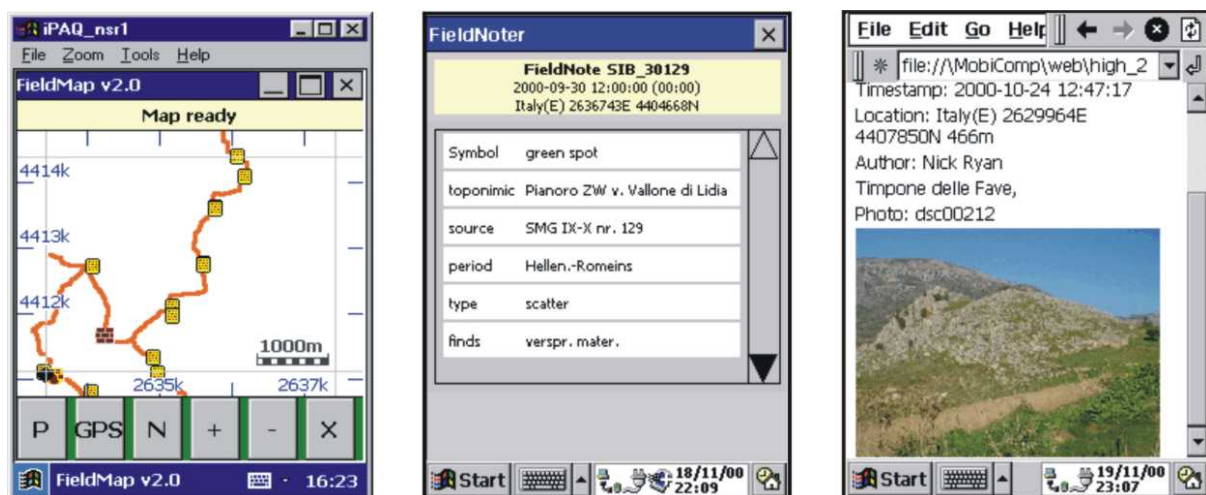 iPAQ_nsr1
File Zoom Tools Help
FieldMap v2.0
Map ready
4414k
4413k
4412k
1000m
2635k 2637k
P GPS N + - X
FieldMap v2.0 16:23
FieldNoter
FieldNote SIB_30129
2000-09-30 12:00:00 (00:00)
Italy(E) 2636743E 4404668N
Symbol green spot
toponimic Pianoro ZW v. Vallone di Lidia
source SMG IX-X nr. 129
period Hellen.-Romeins
type scatter
finds verspr. mater.
Start 18/11/00
22:09
File Edit Go Help
file://\MobiComp\web\high_2
Timestamp: 2000-10-24 12:47:17
Location: Italy(E) 2629964E
4407850N 466m
Author: Nick Ryan
Timpone delle Fave,
Photo: dsc00212
Start 19/11/00
23:07